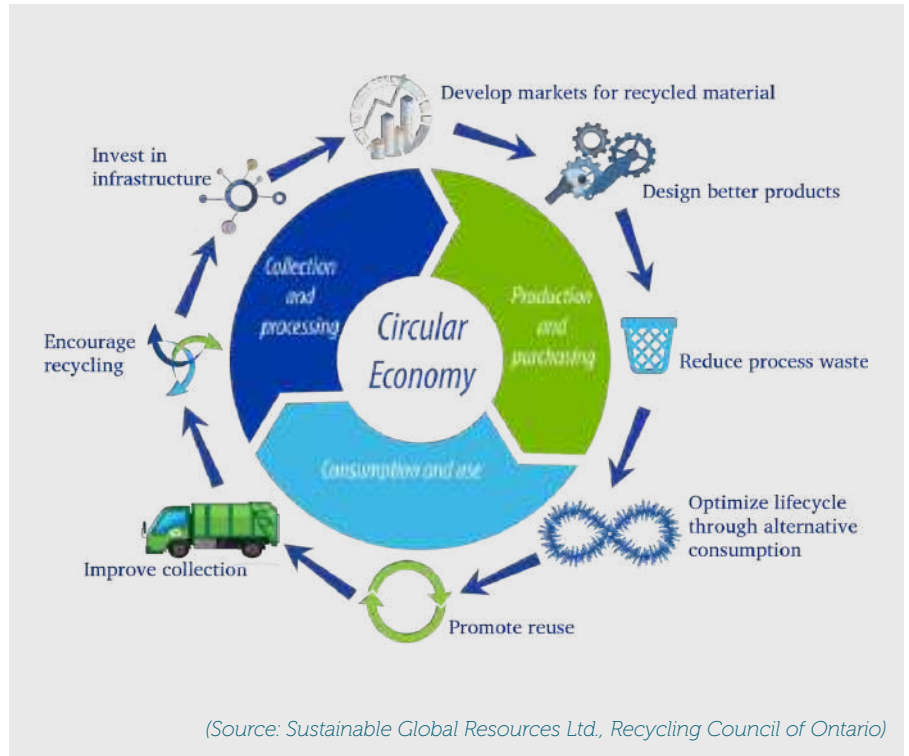 Develop markets for recycled material
Invest in
infrastructure
Design better products
Collection
and
processing
Production
and
purchasing
Circular
Economy
Encourage
recycling
Reduce process waste
Consumption and use
Optimize lifecycle
through alternative
consumption
Improve collection
Promote reuse
(Source: Sustainable Global Resources Ltd., Recycling Council of Ontario)